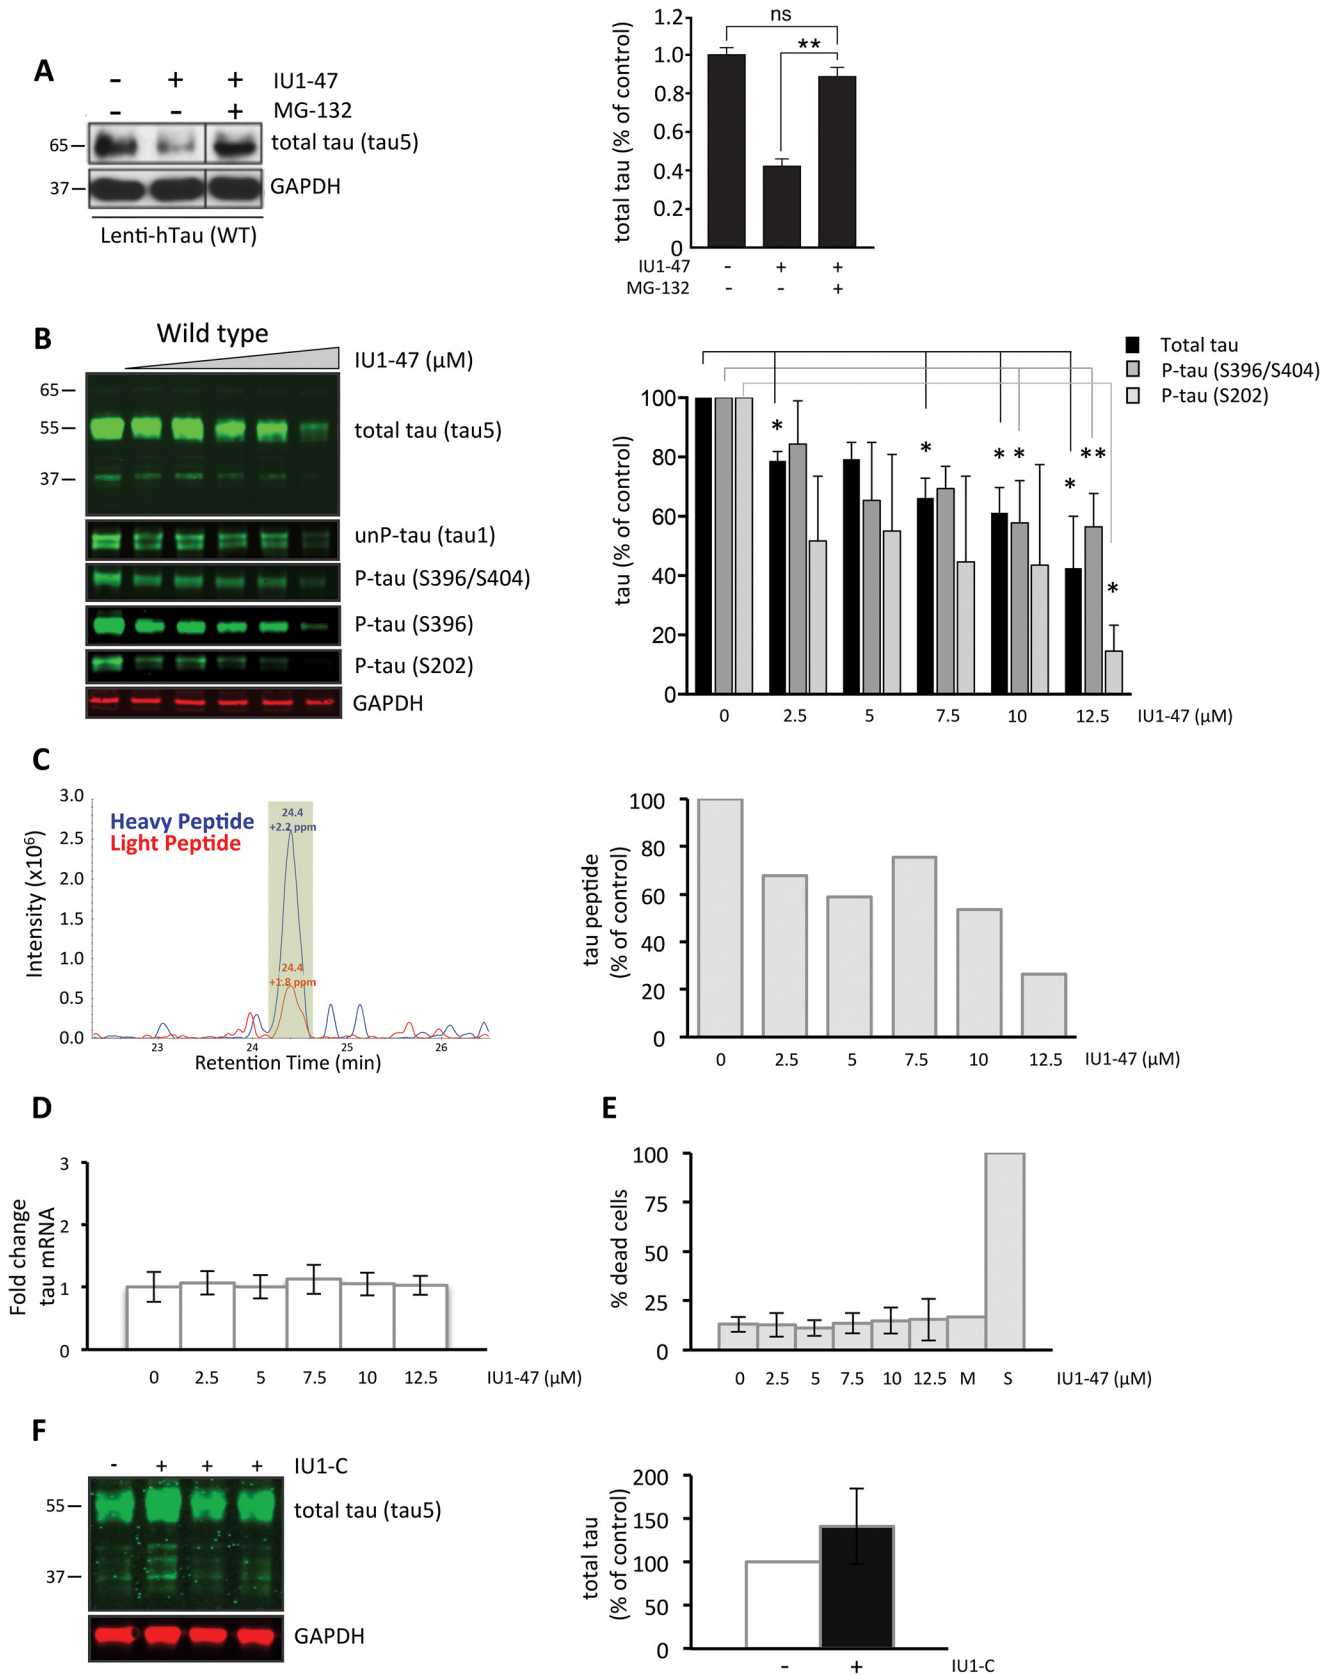 A
- + + IU1-47
- - + MG-132
65 total tau (tau5)
37 GAPDH
Lenti-hTau (WT)
total tau (% of control)
1.2
1.0
0.8
0.6
0.4
0.2
0
ns
**
IU1-47 - + +
MG-132 - - +
B
Wild type
IU1-47 (µM)
65
55 total tau (tau5)
37
unP-tau (tau1)
P-tau (S396/S404)
P-tau (S396)
P-tau (S202)
GAPDH
Total tau
P-tau (S396/S404)
P-tau (S202)
tau (% of control)
100
80
60
40
20
0
* * * * * ** *
0 2.5 5 7.5 10 12.5 IU1-47 (µM)
C
Intensity (x10⁶)
3.0
2.5
2.0
1.5
1.0
0.5
0.0
Heavy Peptide
Light Peptide
24.4
+2.2 ppm
24.4
+1.8 ppm
23 24 25 26
Retention Time (min)
tau peptide
(% of control)
100
80
60
40
20
0
0 2.5 5 7.5 10 12.5 IU1-47 (µM)
D
Fold change
tau mRNA
3
2
1
0
0 2.5 5 7.5 10 12.5 IU1-47 (µM)
E
% dead cells
100
75
50
25
0
0 2.5 5 7.5 10 12.5 M S IU1-47 (µM)
F
- + + + IU1-C
55 total tau (tau5)
37
GAPDH
total tau
(% of control)
200
150
100
50
0
- + IU1-C